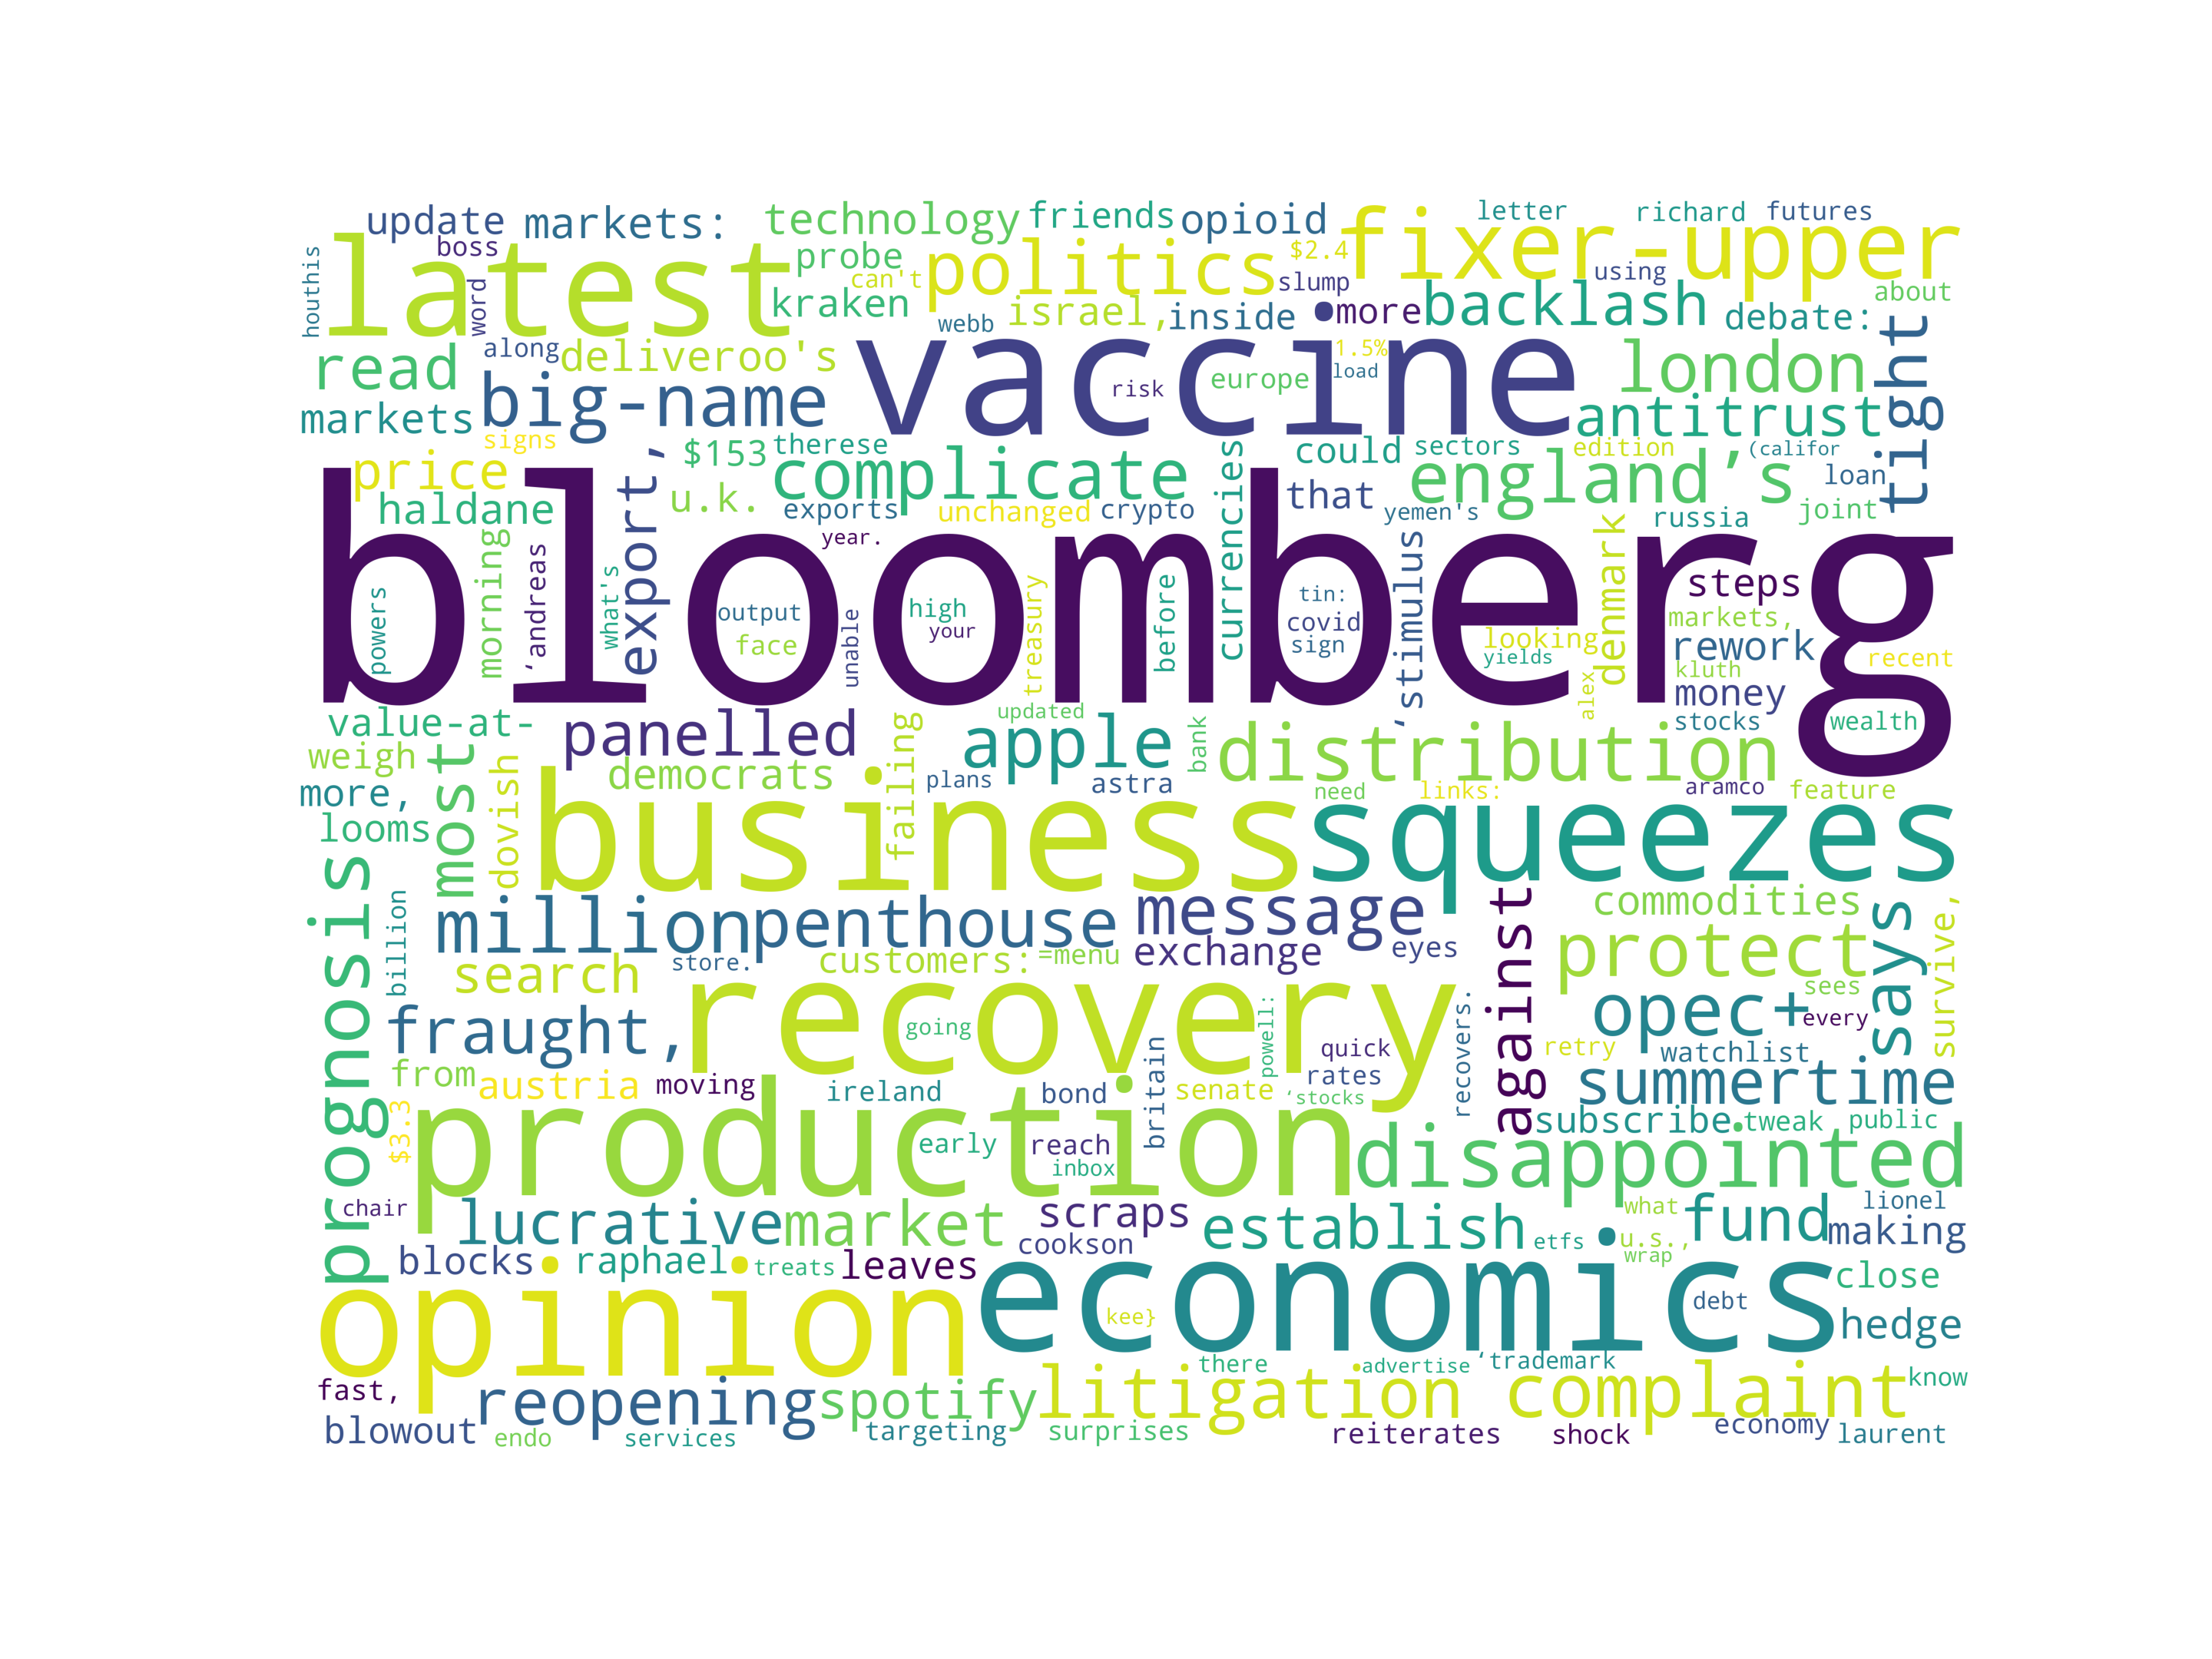 update markets: technology friends opioid letter richard futures
houthis boss latest probe can't politics $2.4 fixer-upper
word kraken slump using
webb israel, inside more backlash debate: about
read along deliveroo's vaccine 1.5% london tight
markets big-name risk europe load antitrust
signs export, $153 therese currencies could sectors edition (califor
price complicate england's loan
haldane u.k. exports unchanged crypto that yemen's russia joint
bloomberg
morning 'andreas year. 'stimulus denmark steps
powers what's output high treasury before tin: markets,
face your unable covid looking rework recent
sign yields kluth
alex money
value-at- panelled updated apple bank distribution stocks wealth
weigh most democrats failing plans astra aramco
more, dovish business need links: feature
looms squeezes
prognosis million penthouse message against commodities says survive,
billion search store. customers: =menu exchange eyes protect
fraught, recovery going powell: recovers. opec+ sees every
from austria moving ireland bond britain quick retry watchlist
senate rates 'stocks summertime
$3.3 production early reach inbox subscribe tweak public
disappointed
chair lucrative market scraps establish what fund lionel
cookson etfs u.s., making
blocks raphael treats leaves wrap close
opinion economics kee} debt hedge
there advertise 'trademark
fast, reopening spotify litigation complaint know
blowout endo services targeting surprises reiterates shock economy laurent